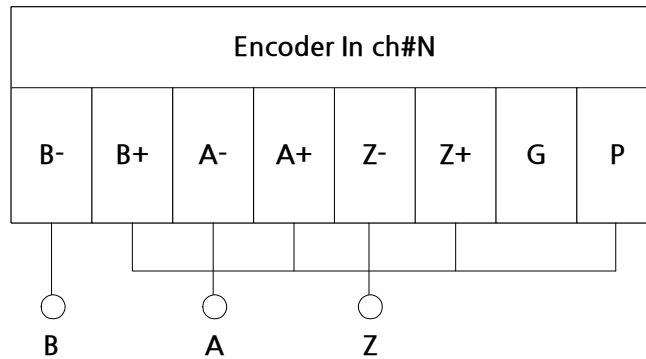 Encoder In ch#N
B- B+ A- A+ Z- Z+ G P
B A Z